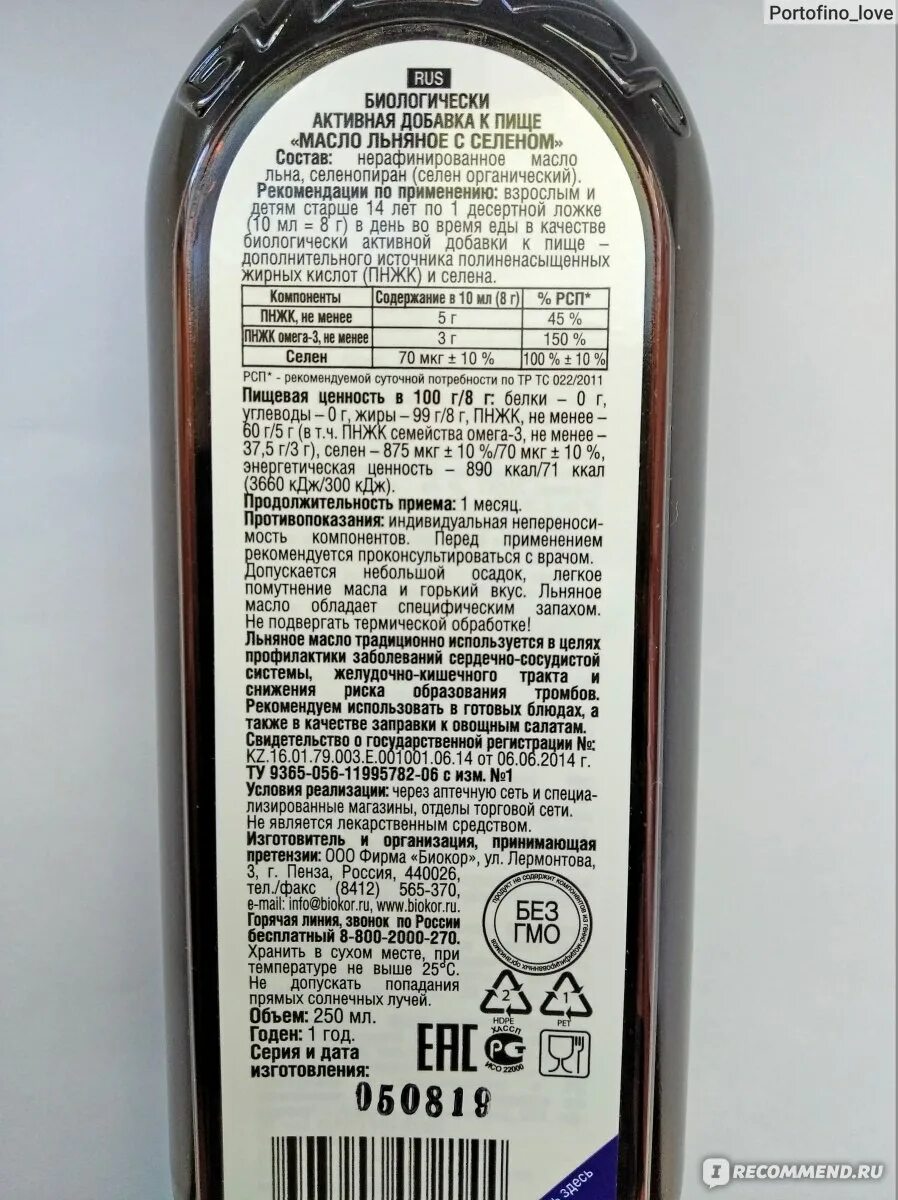 Portofino_love
RUS
БИОЛОГИЧЕСКИ
АКТИВНАЯ ДОБАВКА К ПИЩЕ
«МАСЛО ЛЬНЯНОЕ С СЕЛЕНОМ»
Состав: нерафинированное масло
льна, селенопиран (селен органический).
Рекомендации по применению: взрослым и
детям старше 14 лет по 1 десертной ложке
(10 мл = 8 г) в день во время еды в качестве
биологически активной добавки к пище –
дополнительного источника полиненасыщенных
жирных кислот (ПНЖК) и селена.
Компоненты Содержание в 10 мл (8 г) % РСП*
ПНЖК, не менее 5 г 45 %
ПНЖК омега-3, не менее 3 г 150 %
Селен 70 мкг ± 10 % 100 % ± 10 %
РСП* - рекомендуемой суточной потребности по ТР ТС 022/2011
Пищевая ценность в 100 г/8 г: белки – 0 г,
углеводы – 0 г, жиры – 99 г/8 г, ПНЖК, не менее –
60 г/5 г (в т.ч. ПНЖК семейства омега-3, не менее –
37,5 г/3 г), селен – 875 мкг ± 10 %/70 мкг ± 10 %,
энергетическая ценность – 890 ккал/71 ккал
(3660 кДж/300 кДж).
Продолжительность приема: 1 месяц.
Противопоказания: индивидуальная непереноси-
мость компонентов. Перед применением
рекомендуется проконсультироваться с врачом.
Допускается небольшой осадок, легкое
помутнение масла и горький вкус. Льняное
масло обладает специфическим запахом.
Не подвергать термической обработке!
Льняное масло традиционно используется в целях
профилактики заболеваний сердечно-сосудистой
системы, желудочно-кишечного тракта и
снижения риска образования тромбов.
Рекомендуем использовать в готовых блюдах, а
также в качестве заправки к овощным салатам.
Свидетельство о государственной регистрации №:
KZ.16.01.79.003.E.001001.06.14 от 06.06.2014 г.
ТУ 9365-056-11995782-06 с изм. №1
Условия реализации: через аптечную сеть и специа-
лизированные магазины, отделы торговой сети.
Не является лекарственным средством.
Изготовитель и организация, принимающая
претензии: ООО Фирма «Биокор», ул. Лермонтова,
3, г. Пенза, Россия, 440026,
тел./факс (8412) 565-370,
e-mail: info@biokor.ru, www.biokor.ru.
Горячая линия, звонок по России
бесплатный 8-800-2000-270.
Хранить в сухом месте, при
температуре не выше 25°С.
Не допускать попадания
прямых солнечных лучей.
Объем: 250 мл.
Годен: 1 год.
Серия и дата
изготовления:
050819
продукт не содержит компонентов из генно-модифицированных организмов
БЕЗ
ГМО
2
HDPE
1
PET
EAC
ХАССП
РСТ
ИСО 22000
здесь
IRECOMMEND.RU